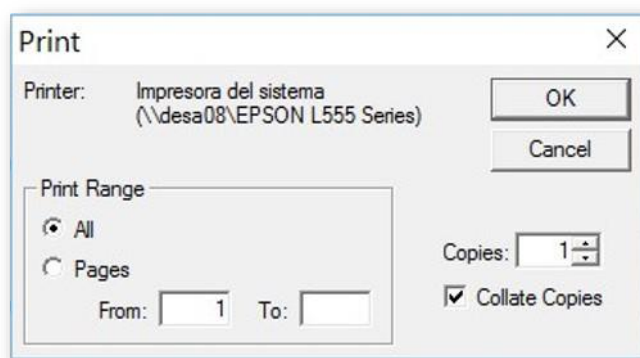 Print
Printer: Impresora del sistema
(\\desa08\EPSON L555 Series)
OK
Cancel
Print Range
All
Pages
From: 1 To:
Copies: 1
Collate Copies